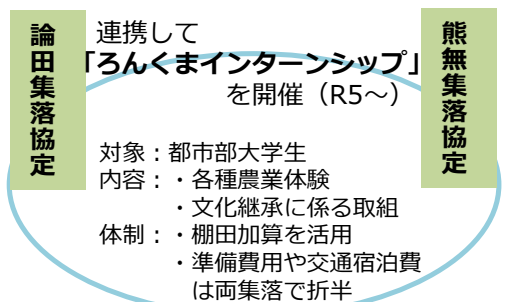 論田集落協定
連携して
「ろんくまインターンシップ」
を開催（R5～）
熊無集落協定
対象：都市部大学生
内容：・各種農業体験
・文化継承に係る取組
体制：・棚田加算を活用
・準備費用や交通宿泊費
は両集落で折半